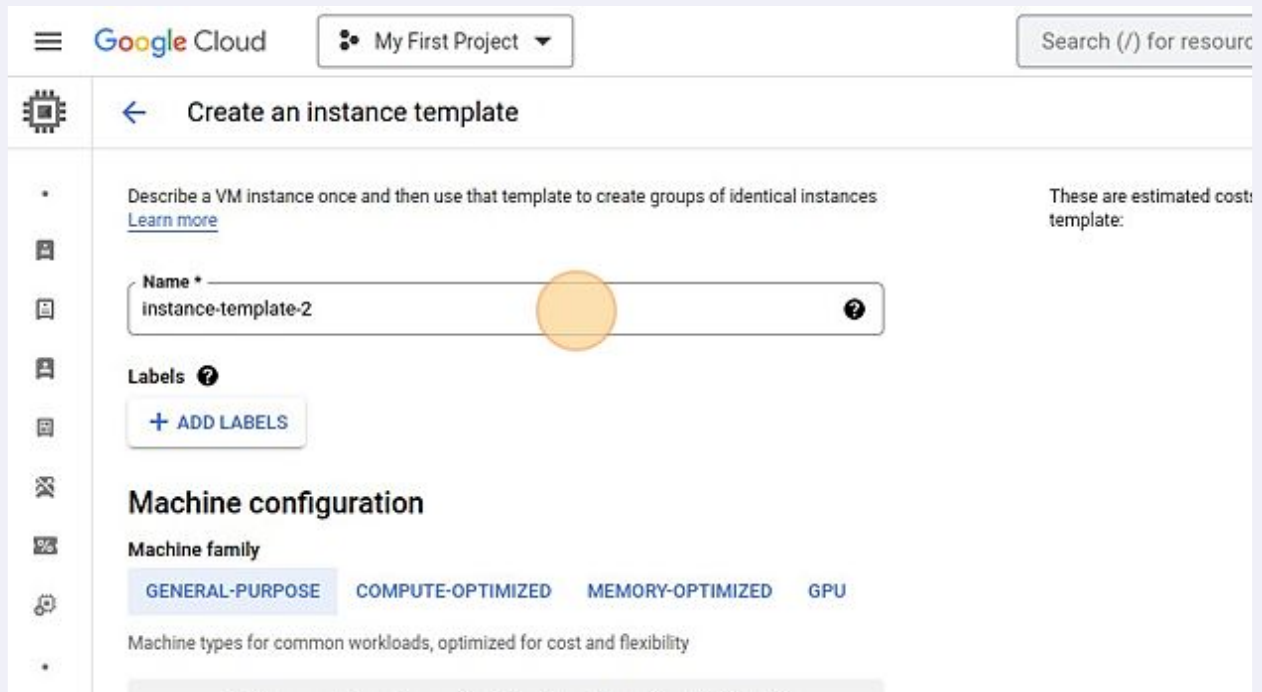 Google Cloud
My First Project
Search (/) for
Create an instance template
Describe a VM instance once and then use that template to create groups of identical instances
Learn more
These are estimated
template:
Name *
instance-template-2
Labels
+ ADD LABELS
Machine configuration
Machine family
GENERAL-PURPOSE COMPUTE-OPTIMIZED MEMORY-OPTIMIZED GPU
Machine types for common workloads, optimized for cost and flexibility